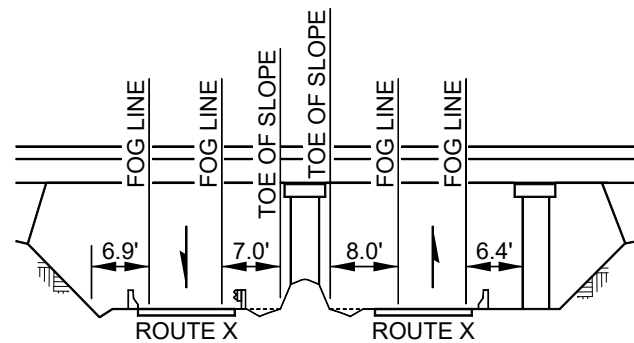 FOG LINE
FOG LINE
TOE OF SLOPE
TOE OF SLOPE
FOG LINE
FOG LINE
6.9'
7.0'
8.0'
6.4'
ROUTE X
ROUTE X